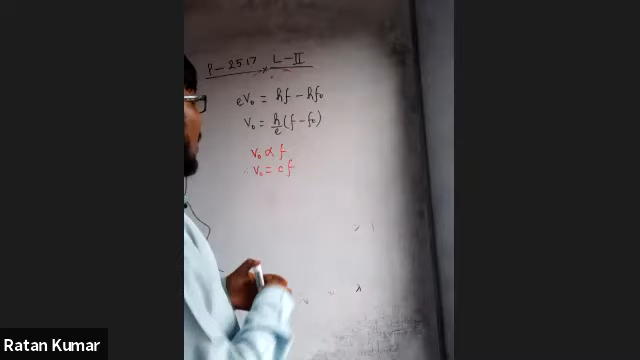 P-2517 L-II
eV₀ = hf - hf₀
V₀ = h/e (f - f₀)
V₀ ∝ f
∴ V₀ = cf
λ
Ratan Kumar